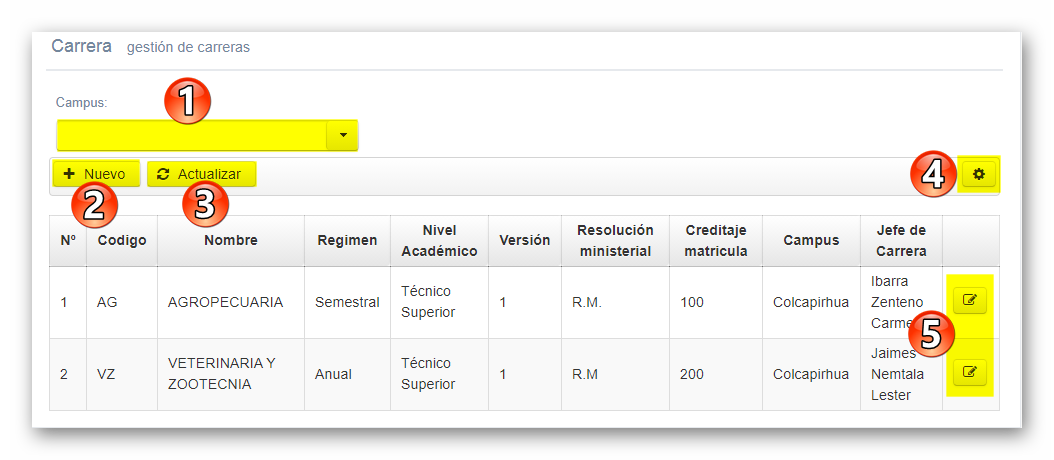 Carrera gestión de carreras
Campus:
1
Nuevo Actualizar
4
2 3
Nº Codigo Nombre Regimen Nivel Académico Versión Resolución ministerial Creditaje matricula Campus Jefe de Carrera
1 AG AGROPECUARIA Semestral Técnico Superior 1 R.M. 100 Colcapirhua Ibarra Zenteno
5
2 VZ VETERINARIA Y ZOOTECNIA Anual Técnico Superior 1 R.M 200 Colcapirhua Jaimes Nemtala Lester